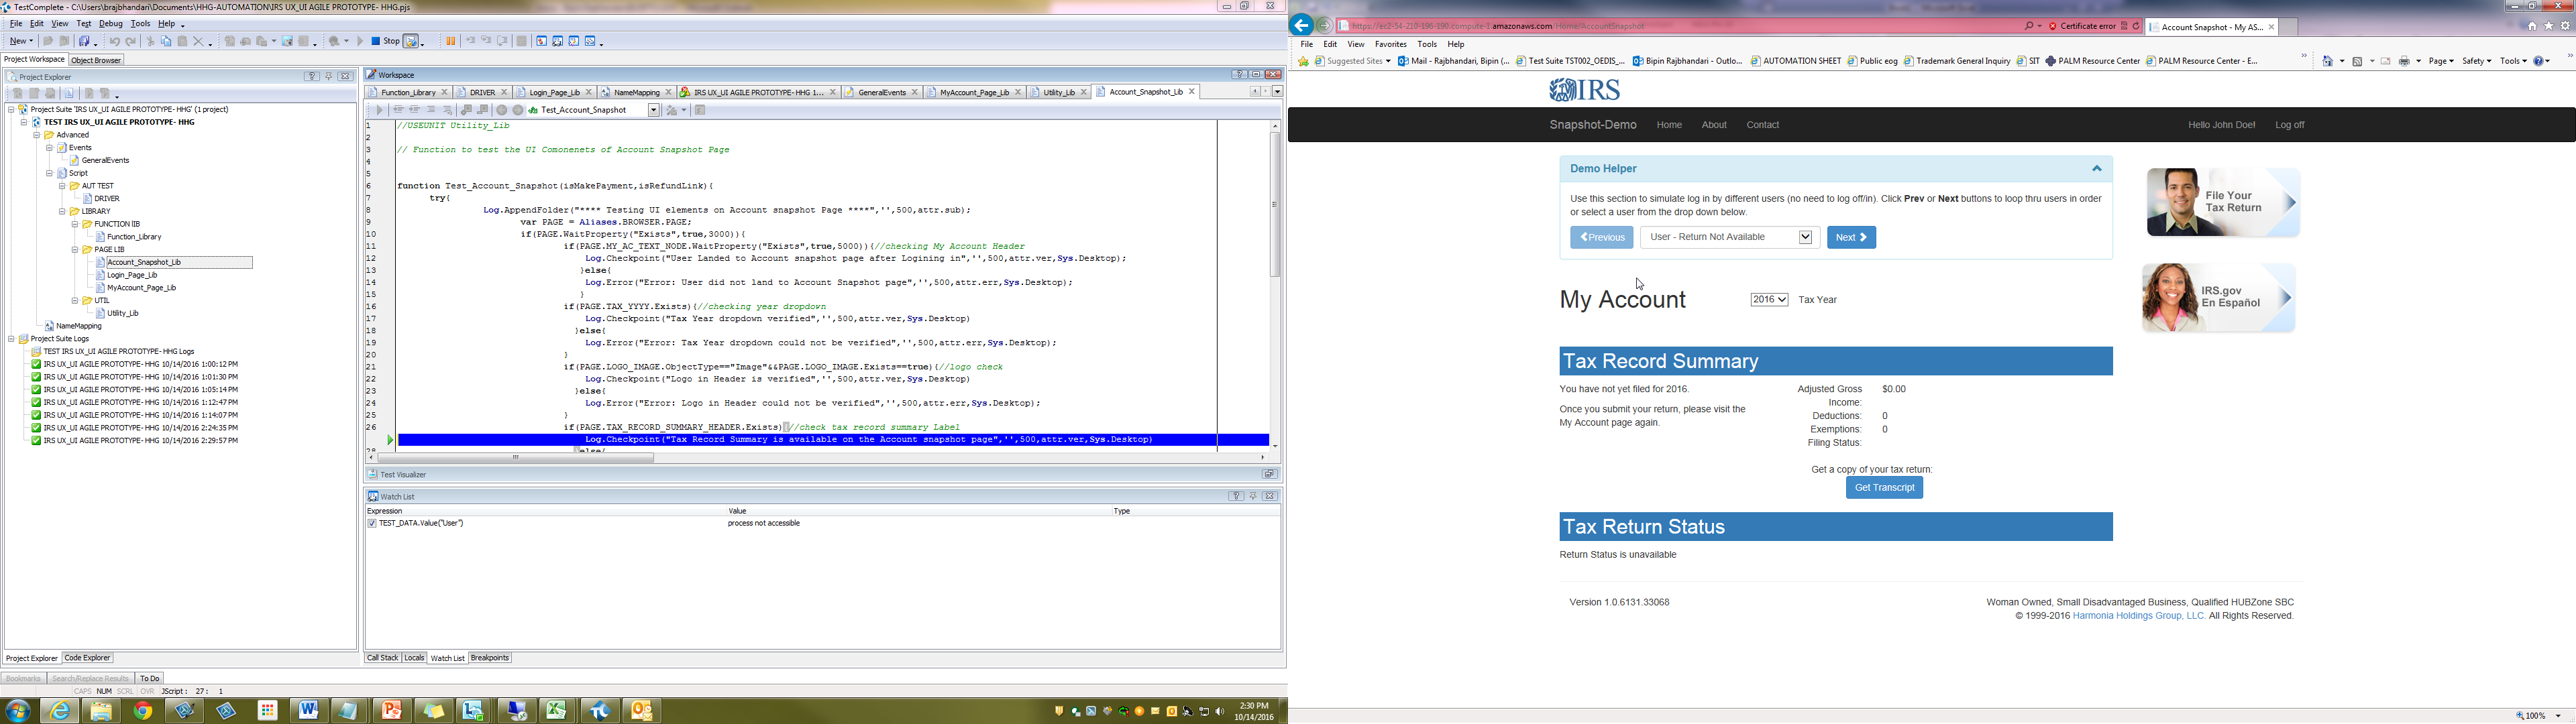 TestComplete - C:\Users\brajbhandari\Documents\HHG-AUTOMATION\IRS UX_UI AGILE PROTOTYPE- HHG.pjs
File Edit View Test Debug Tools Help
New Stop
Project Workspace Object Browser
Project Explorer
Project Suite 'IRS UX_UI AGILE PROTOTYPE- HHG' (1 project)
TEST IRS UX_UI AGILE PROTOTYPE- HHG
Advanced
Events
GeneralEvents
Script
AUT TEST
DRIVER
LIBRARY
FUNCTION lIB
Function_Library
PAGE LIB
Account_Snapshot_Lib
Login_Page_Lib
MyAccount_Page_Lib
UTIL
Utility_Lib
NameMapping
Project Suite Logs
TEST IRS UX_UI AGILE PROTOTYPE- HHG Logs
IRS UX_UI AGILE PROTOTYPE- HHG 10/14/2016 1:00:12 PM
IRS UX_UI AGILE PROTOTYPE- HHG 10/14/2016 1:01:30 PM
IRS UX_UI AGILE PROTOTYPE- HHG 10/14/2016 1:05:14 PM
IRS UX_UI AGILE PROTOTYPE- HHG 10/14/2016 1:12:47 PM
IRS UX_UI AGILE PROTOTYPE- HHG 10/14/2016 1:14:07 PM
IRS UX_UI AGILE PROTOTYPE- HHG 10/14/2016 2:24:35 PM
IRS UX_UI AGILE PROTOTYPE- HHG 10/14/2016 2:29:57 PM
Project Explorer Code Explorer
Bookmarks Search/Replace Results To Do
CAPS NUM SCRL OVR JScript : 27 : 1
Workspace
Function_Library DRIVER Login_Page_Lib NameMapping IRS UX_UI AGILE PROTOTYPE- HHG 1... GeneralEvents MyAccount_Page_Lib Utility_Lib Account_Snapshot_Lib
Test_Account_Snapshot
1 //USEUNIT Utility_Lib
2
3 // Function to test the UI Comonenets of Account Snapshot Page
4
5
6 function Test_Account_Snapshot(isMakePayment,isRefundLink){
7 try{
8 Log.AppendFolder("**** Testing UI elements on Account snapshot Page ****",'',500,attr.sub);
9 var PAGE = Aliases.BROWSER.PAGE;
10 if(PAGE.WaitProperty("Exists",true,3000)){
11 if(PAGE.MY_AC_TEXT_NODE.WaitProperty("Exists",true,5000)){//checking My Account Header
12 Log.Checkpoint("User Landed to Account snapshot page after Logining in",'',500,attr.ver,Sys.Desktop);
13 }else{
14 Log.Error("Error: User did not land to Account Snapshot page",'',500,attr.err,Sys.Desktop);
15 }
16 if(PAGE.TAX_YYYY.Exists){//checking year dropdown
17 Log.Checkpoint("Tax Year dropdown verified",'',500,attr.ver,Sys.Desktop)
18 }else{
19 Log.Error("Error: Tax Year dropdown could not be verified",'',500,attr.err,Sys.Desktop);
20 }
21 if(PAGE.LOGO_IMAGE.ObjectType=="Image"&&PAGE.LOGO_IMAGE.Exists==true){//logo check
22 Log.Checkpoint("Logo in Header is verified",'',500,attr.ver,Sys.Desktop)
23 }else{
24 Log.Error("Error: Logo in Header could not be verified",'',500,attr.err,Sys.Desktop);
25 }
26 if(PAGE.TAX_RECORD_SUMMARY_HEADER.Exists){//check tax record summary Label
Log.Checkpoint("Tax Record Summary is available on the Account snapshot page",'',500,attr.ver,Sys.Desktop)
28 }else{
Test Visualizer
Watch List
Expression Value Type
TEST_DATA.Value("User") process not accessible
Call Stack Locals Watch List Breakpoints
2:30 PM
10/14/2016
amazonaws.com/Home/AccountSnapshot
Certificate error
Account Snapshot - My AS...
File Edit View Favorites Tools Help
Suggested Sites Mail - Rajbhandari, Bipin (... Test Suite TST002_OEDIS_... Bipin Rajbhandari - Outlo... AUTOMATION SHEET Public eog Trademark General Inquiry SIT PALM Resource Center PALM Resource Center - E... Page Safety Tools
IRS
Snapshot-Demo Home About Contact Hello John Doe! Log off
Demo Helper
Use this section to simulate log in by different users (no need to log off/in). Click Prev or Next buttons to loop thru users in order
or select a user from the drop down below.
Previous User - Return Not Available Next
File Your
Tax Return
IRS.gov
En Español
My Account 2016 Tax Year
Tax Record Summary
You have not yet filed for 2016.
Once you submit your return, please visit the
My Account page again.
Adjusted Gross $0.00
Income:
Deductions: 0
Exemptions: 0
Filing Status:
Get a copy of your tax return:
Get Transcript
Tax Return Status
Return Status is unavailable
Version 1.0.6131.33068
Woman Owned, Small Disadvantaged Business, Qualified HUBZone SBC
© 1999-2016 Harmonia Holdings Group, LLC. All Rights Reserved.
100%